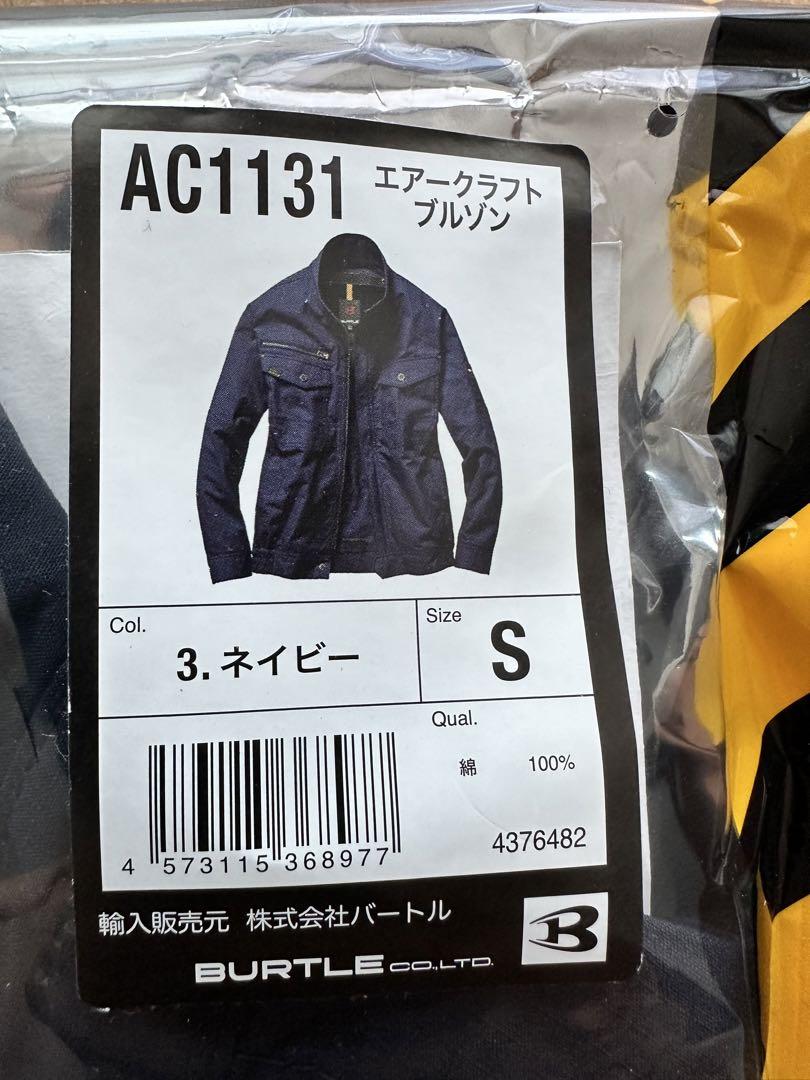 AC1131 エアークラフト
ブルゾン
BURTLE
Col.
3.ネイビー
Size
S
Qual.
綿 100%
4 573115 368977
4376482
輸入販売元 株式会社バートル
B
BURTLE CO.,LTD.